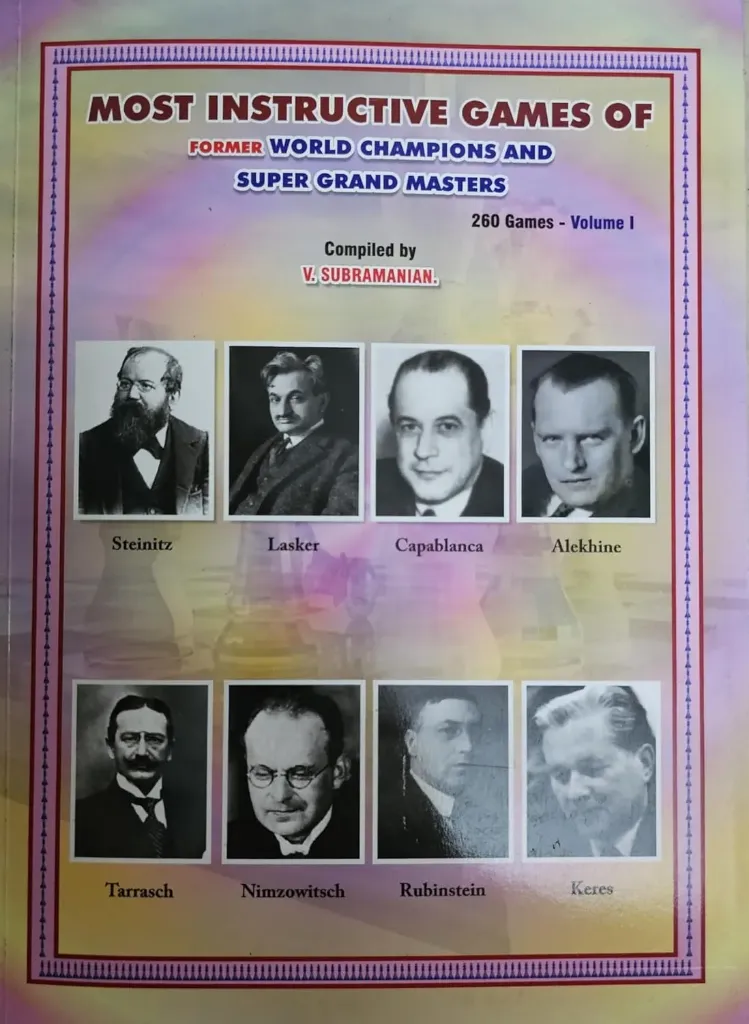 MOST INSTRUCTIVE GAMES OF
FORMER WORLD CHAMPIONS AND
SUPER GRAND MASTERS
260 Games - Volume I
Compiled by
V. SUBRAMANIAN.
Steinitz Lasker Capablanca Alekhine
Tarrasch Nimzowitsch Rubinstein Keres